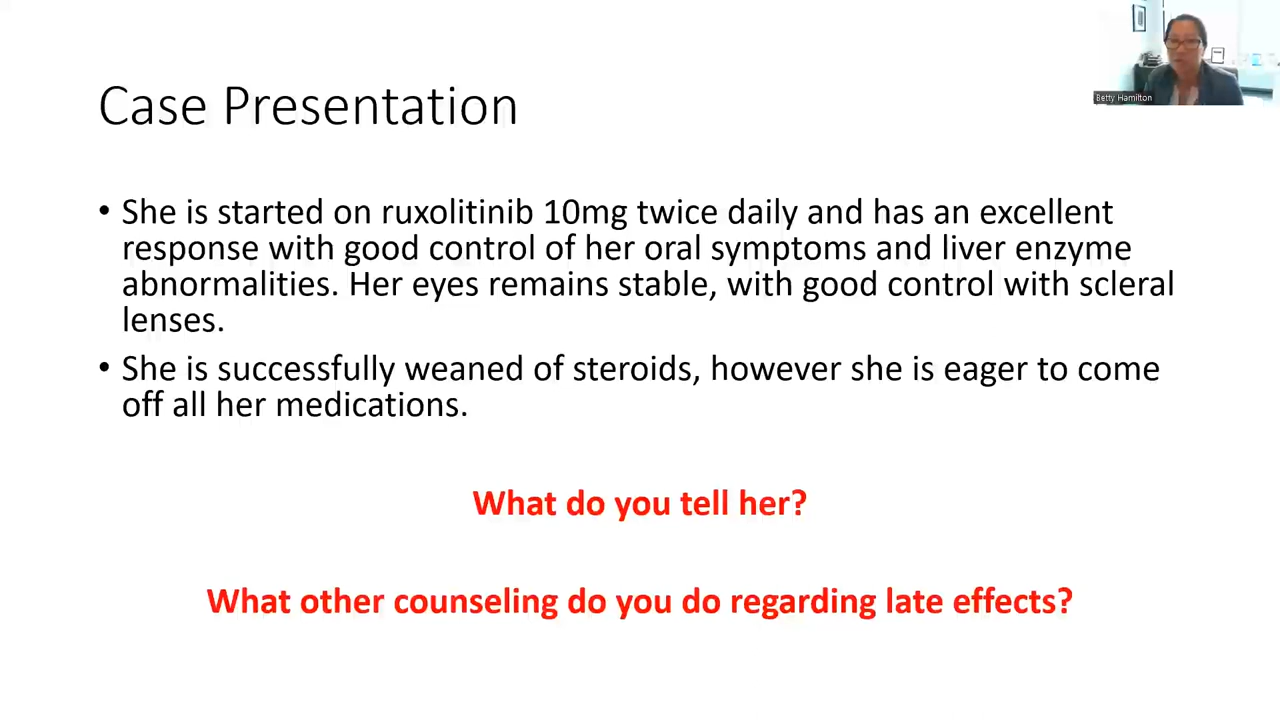 Betty Hamilton
Case Presentation
• She is started on ruxolitinib 10mg twice daily and has an excellent
response with good control of her oral symptoms and liver enzyme
abnormalities. Her eyes remains stable, with good control with scleral
lenses.
• She is successfully weaned of steroids, however she is eager to come
off all her medications.
What do you tell her?
What other counseling do you do regarding late effects?